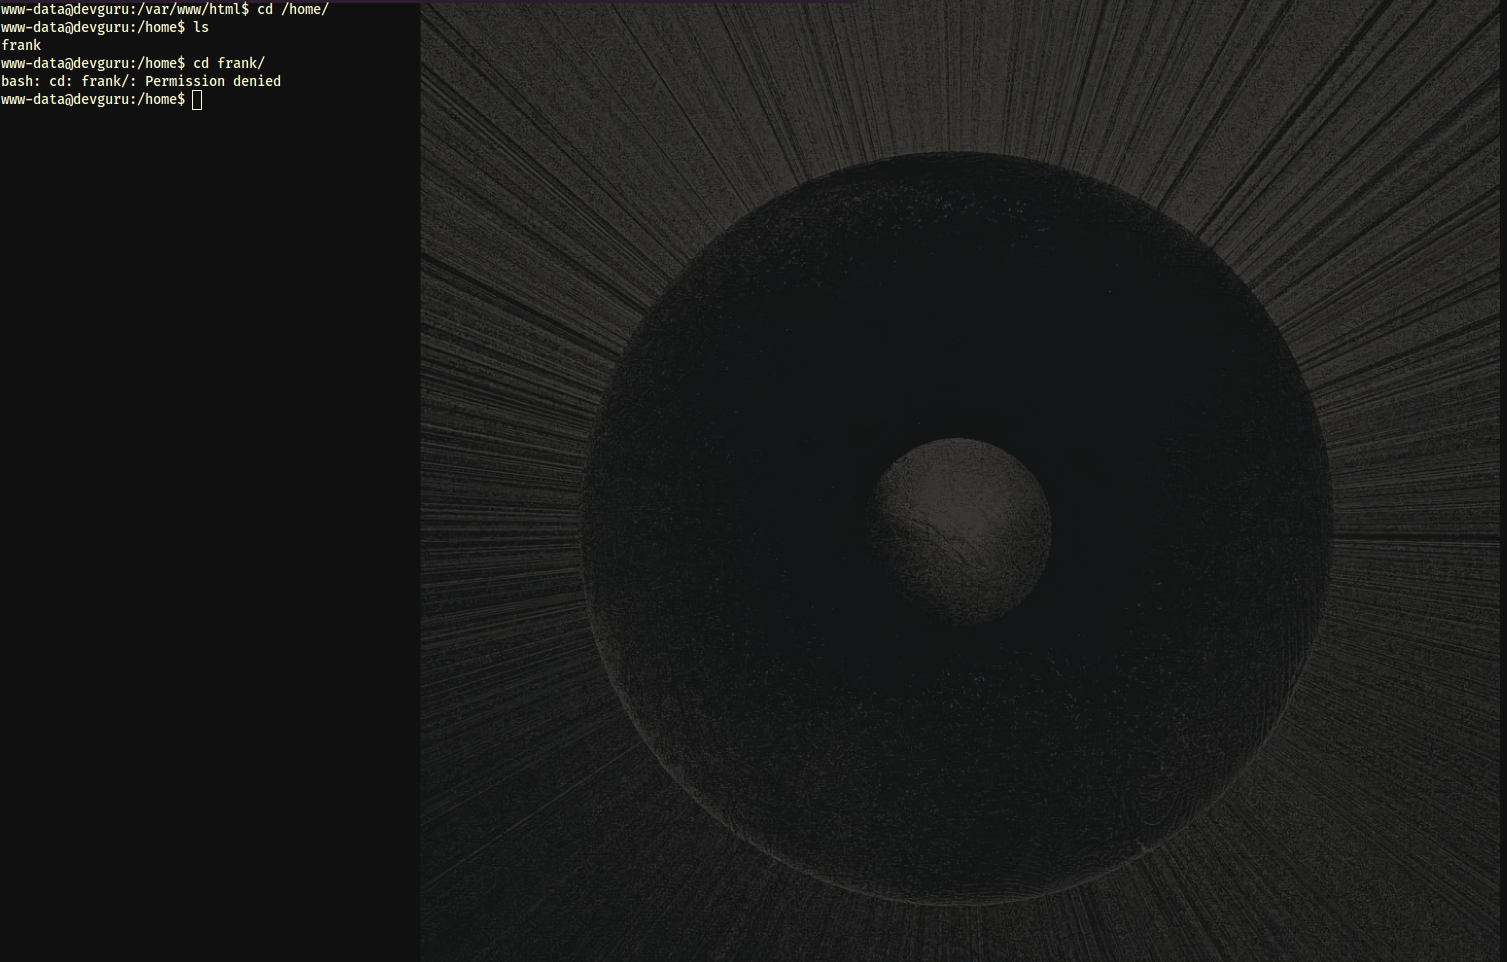 www-data@devguru:/var/www/html$ cd /home/
www-data@devguru:/home$ ls
frank
www-data@devguru:/home$ cd frank/
bash: cd: frank/: Permission denied
www-data@devguru:/home$